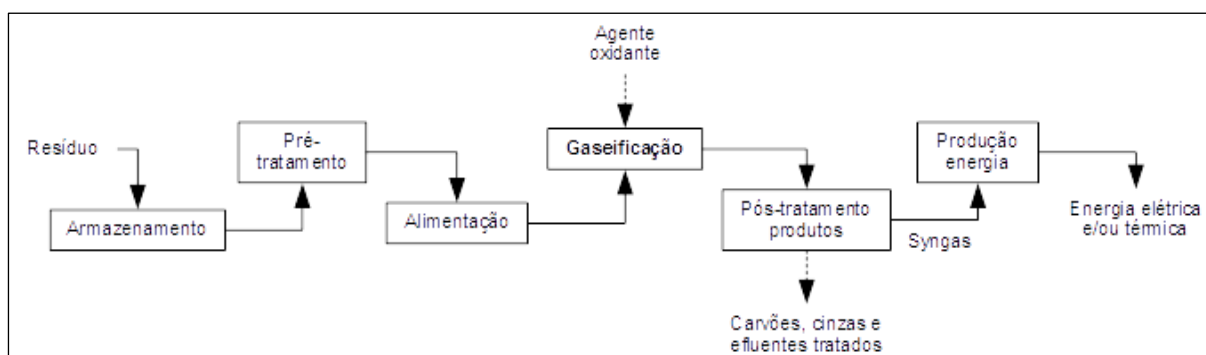 Resíduo
Armazenamento
Pré-
tratamento
Alimentação
Agente
oxidante
Gaseificação
Pós-tratamento
produtos
Carvões, cinzas e
efluentes tratados
Syngas
Produção
energia
Energia elétrica
e/ou térmica